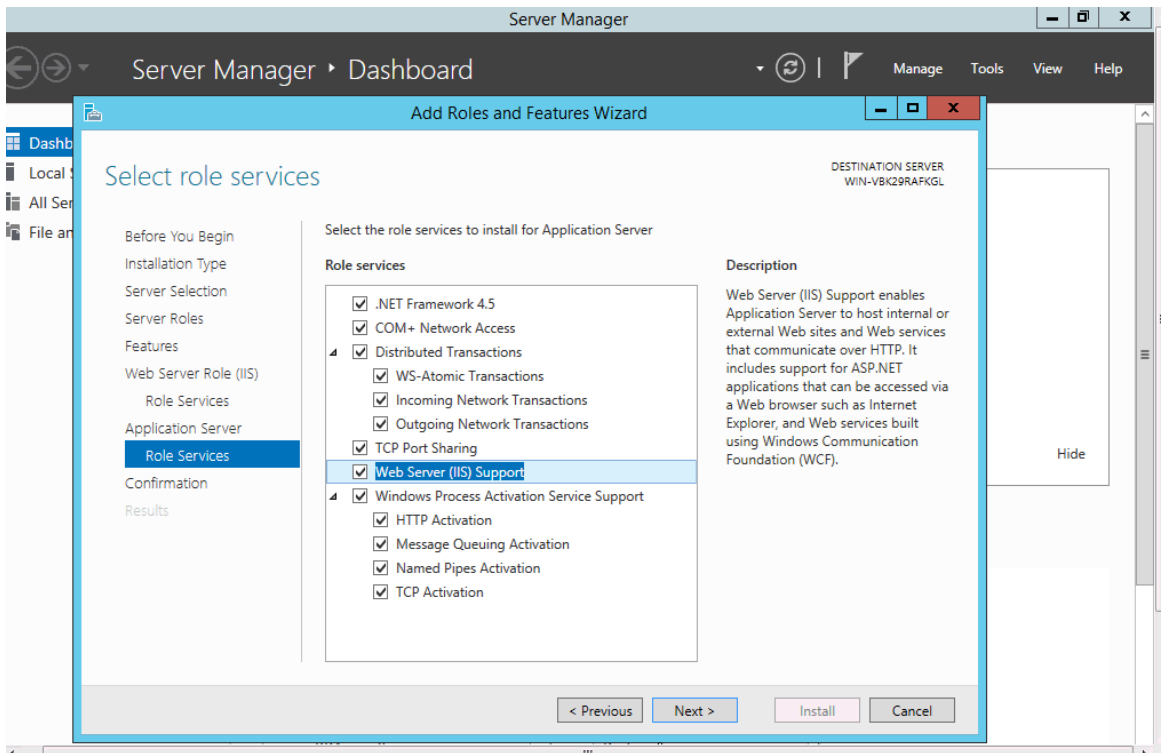 Server Manager
Server Manager • Dashboard
Manage Tools View Help
Add Roles and Features Wizard
Select role services
DESTINATION SERVER
WIN-VBK29RAFKGL
Before You Begin
Installation Type
Server Selection
Server Roles
Features
Web Server Role (IIS)
Role Services
Application Server
Role Services
Confirmation
Results
Select the role services to install for Application Server
Role services
.NET Framework 4.5
COM+ Network Access
Distributed Transactions
WS-Atomic Transactions
Incoming Network Transactions
Outgoing Network Transactions
TCP Port Sharing
Web Server (IIS) Support
Windows Process Activation Service Support
HTTP Activation
Message Queuing Activation
Named Pipes Activation
TCP Activation
Description
Web Server (IIS) Support enables
Application Server to host internal or
external Web sites and Web services
that communicate over HTTP. It
includes support for ASP.NET
applications that can be accessed via
a Web browser such as Internet
Explorer, and Web services built
using Windows Communication
Foundation (WCF).
Hide
< Previous
Next >
Install
Cancel